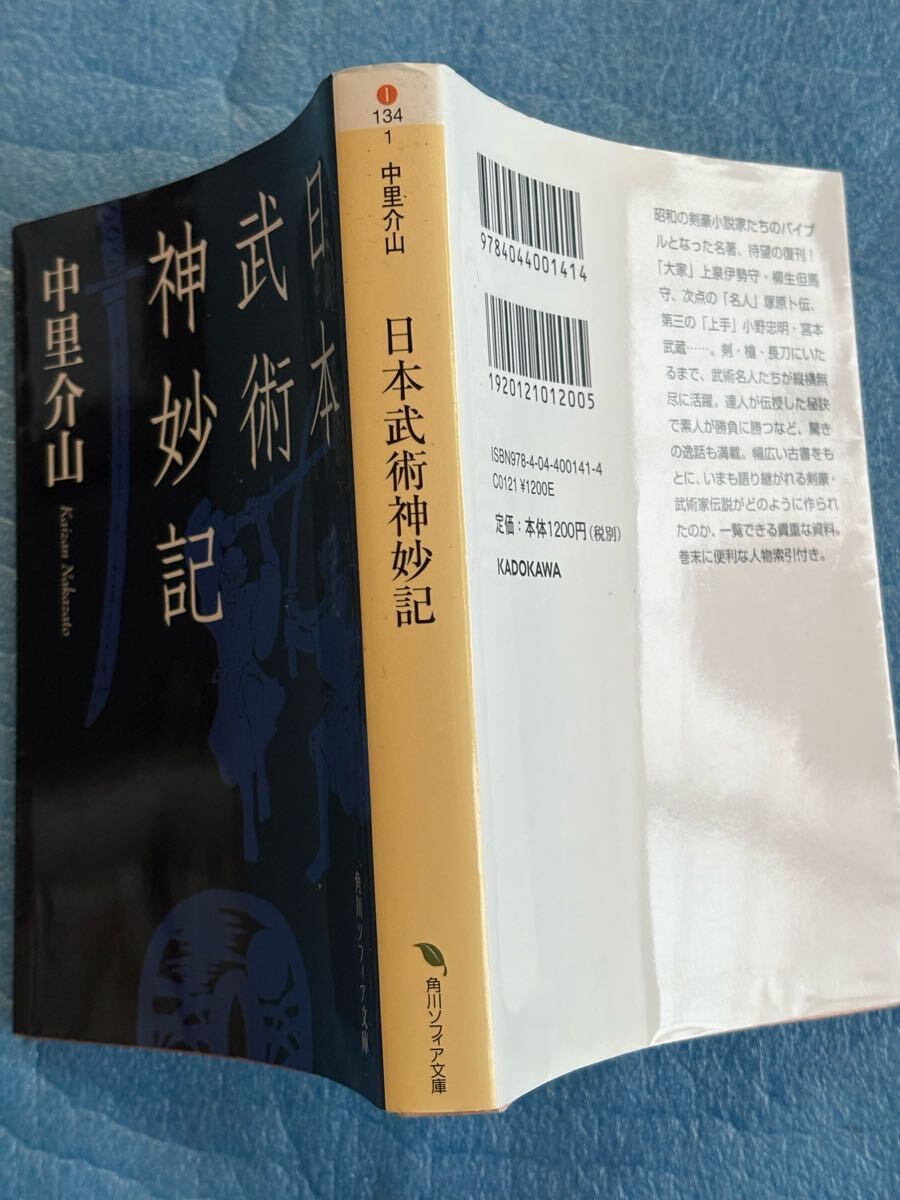 日本
武術
神妙記
中里介山
Kaizan Nakazato
角川ソフィア文庫
I
134
1
中里介山
日本武術神妙記
角川ソフィア文庫
9784044001414
1920121012005
ISBN978-4-04-400141-4
C0121 ¥1200E
定価:本体1200円(税別)
KADOKAWA
昭和の剣豪小説家たちのバイブ
ルとなった名著、待望の復刊!
「大家」上泉伊勢守・柳生但馬
守、次点の「名人」塚原卜伝、
第三の「上手」小野忠明・宮本
武蔵……。剣・槍・長刀にいた
るまで、武術名人たちが縦横無
尽に活躍。達人が伝授した秘訣
で素人が勝負に勝つなど、驚き
の逸話も満載。幅広い古書をも
とに、いまも語り継がれる剣豪・
武術家伝説がどのように作られ
たのか、一覧できる貴重な資料。
巻末に便利な人物索引付き。